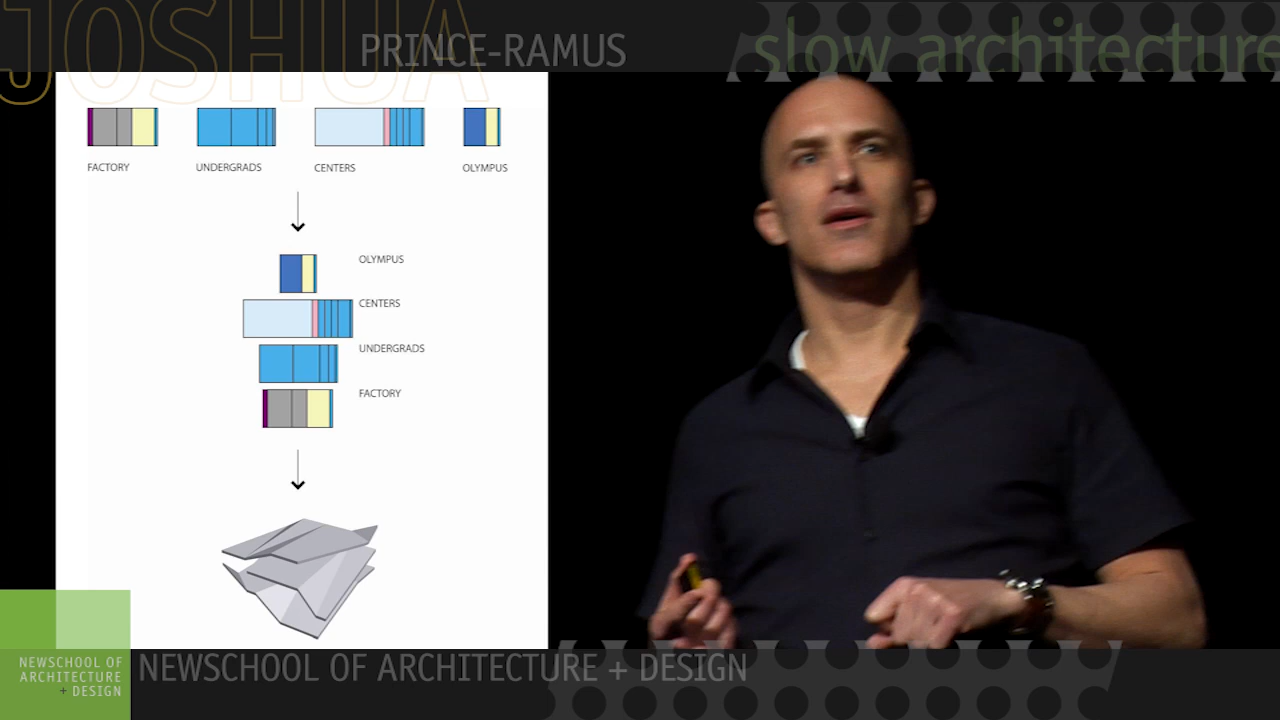 JOSHUA
PRINCE-RAMUS
slow architecture
FACTORY
UNDERGRADS
CENTERS
OLYMPUS
OLYMPUS
CENTERS
UNDERGRADS
FACTORY
NEWSCHOOL OF
ARCHITECTURE
+ DESIGN
NEWSCHOOL OF ARCHITECTURE + DESIGN